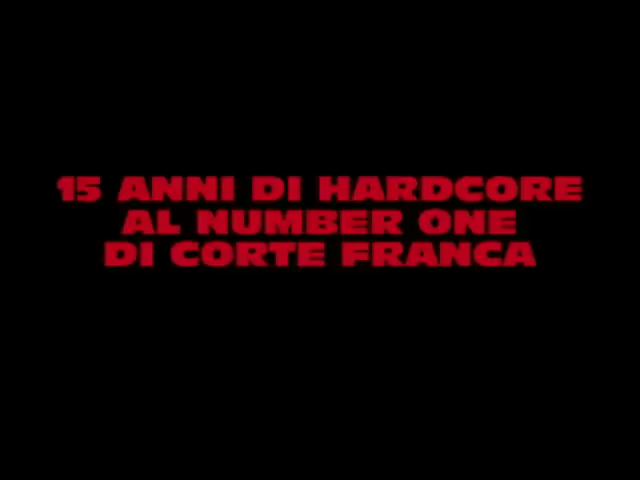 15 ANNI DI HARDCORE
AL NUMBER ONE
DI CORTE FRANCA